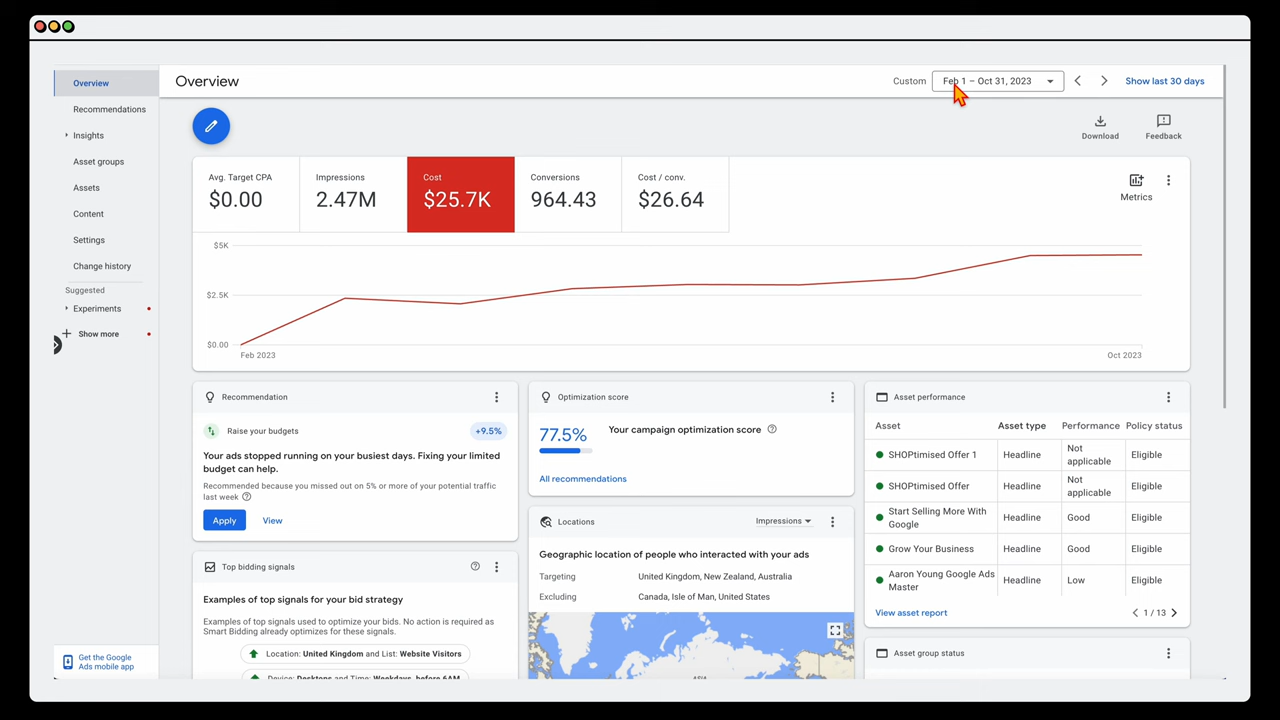 Overview
Recommendations
Insights
Asset groups
Assets
Content
Settings
Change history
Suggested
Experiments
Show more
Get the Google
Ads mobile app
Overview
Custom
Feb 1 – Oct 31, 2023
Show last 30 days
Download
Feedback
Avg. Target CPA
$0.00
Impressions
2.47M
Cost
$25.7K
Conversions
964.43
Cost / conv.
$26.64
Metrics
$5K
$2.5K
$0.00
Feb 2023
Oct 2023
Recommendation
Raise your budgets
+9.5%
Your ads stopped running on your busiest days. Fixing your limited
budget can help.
Recommended because you missed out on 5% or more of your potential traffic
last week
Apply
View
Top bidding signals
Examples of top signals for your bid strategy
Examples of top signals used to optimize your bids. No action is required as
Smart Bidding already optimizes for these signals.
Location: United Kingdom and List: Website Visitors
Device: Desktops and Time: Weekdays, before 6AM
Optimization score
77.5%
Your campaign optimization score
All recommendations
Locations
Impressions
Geographic location of people who interacted with your ads
Targeting
United Kingdom, New Zealand, Australia
Excluding
Canada, Isle of Man, United States
ASIA
Asset performance
Asset
Asset type
Performance
Policy status
SHOPtimised Offer 1
Headline
Not
applicable
Eligible
SHOPtimised Offer
Headline
Not
applicable
Eligible
Start Selling More With
Google
Headline
Good
Eligible
Grow Your Business
Headline
Good
Eligible
Aaron Young Google Ads
Master
Headline
Low
Eligible
View asset report
1 / 13
Asset group status